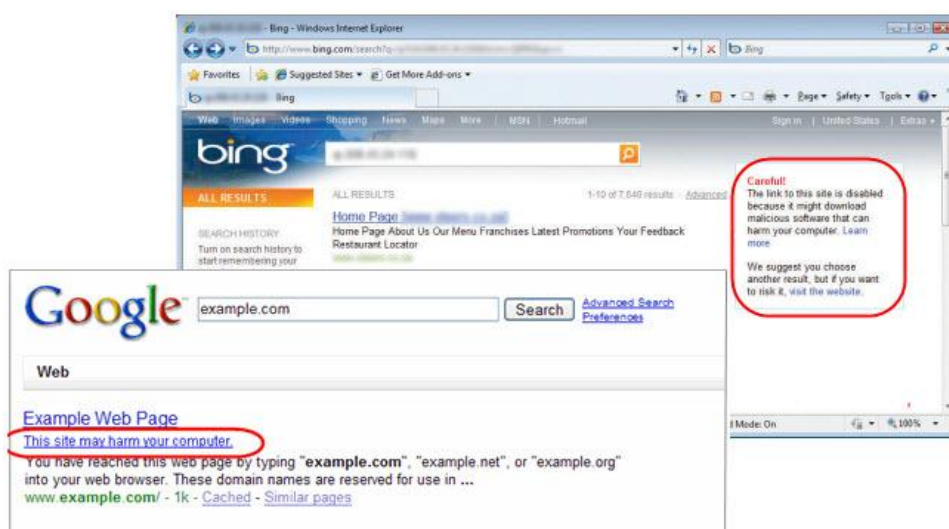 - Bing - Windows Internet Explorer
http://www.bing.com/search?q=
Bing
Favorites Suggested Sites Get More Add-ons
Bing
Page Safety Tools
Web Images Videos Shopping News Maps More | MSN | Hotmail
Sign in | United States | Extras
bing
ALL RESULTS
ALL RESULTS
1-10 of 7,640 results · Advanced
Home Page
Home Page About Us Our Menu Franchises Latest Promotions Your Feedback
Restaurant Locator
SEARCH HISTORY
Turn on search history to
start remembering your
Careful!
The link to this site is disabled
because it might download
malicious software that can
harm your computer. Learn
more
We suggest you choose
another result, but if you want
to risk it, visit the website.
d Mode: On
100%
Google
example.com
Search
Advanced Search
Preferences
Web
Example Web Page
This site may harm your computer.
You have reached this web page by typing "example.com", "example.net", or "example.org"
into your web browser. These domain names are reserved for use in ...
www.example.com/ - 1k - Cached - Similar pages